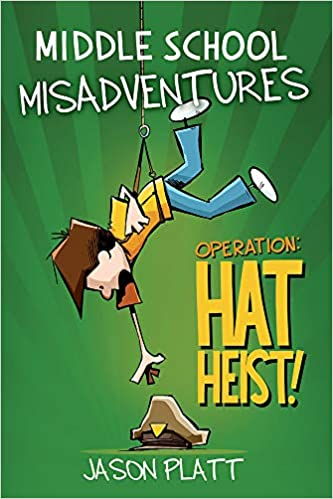 MIDDLE SCHOOL
MISADVENTURES
OPERATION:
HAT
HEIST!
JASON PLATT